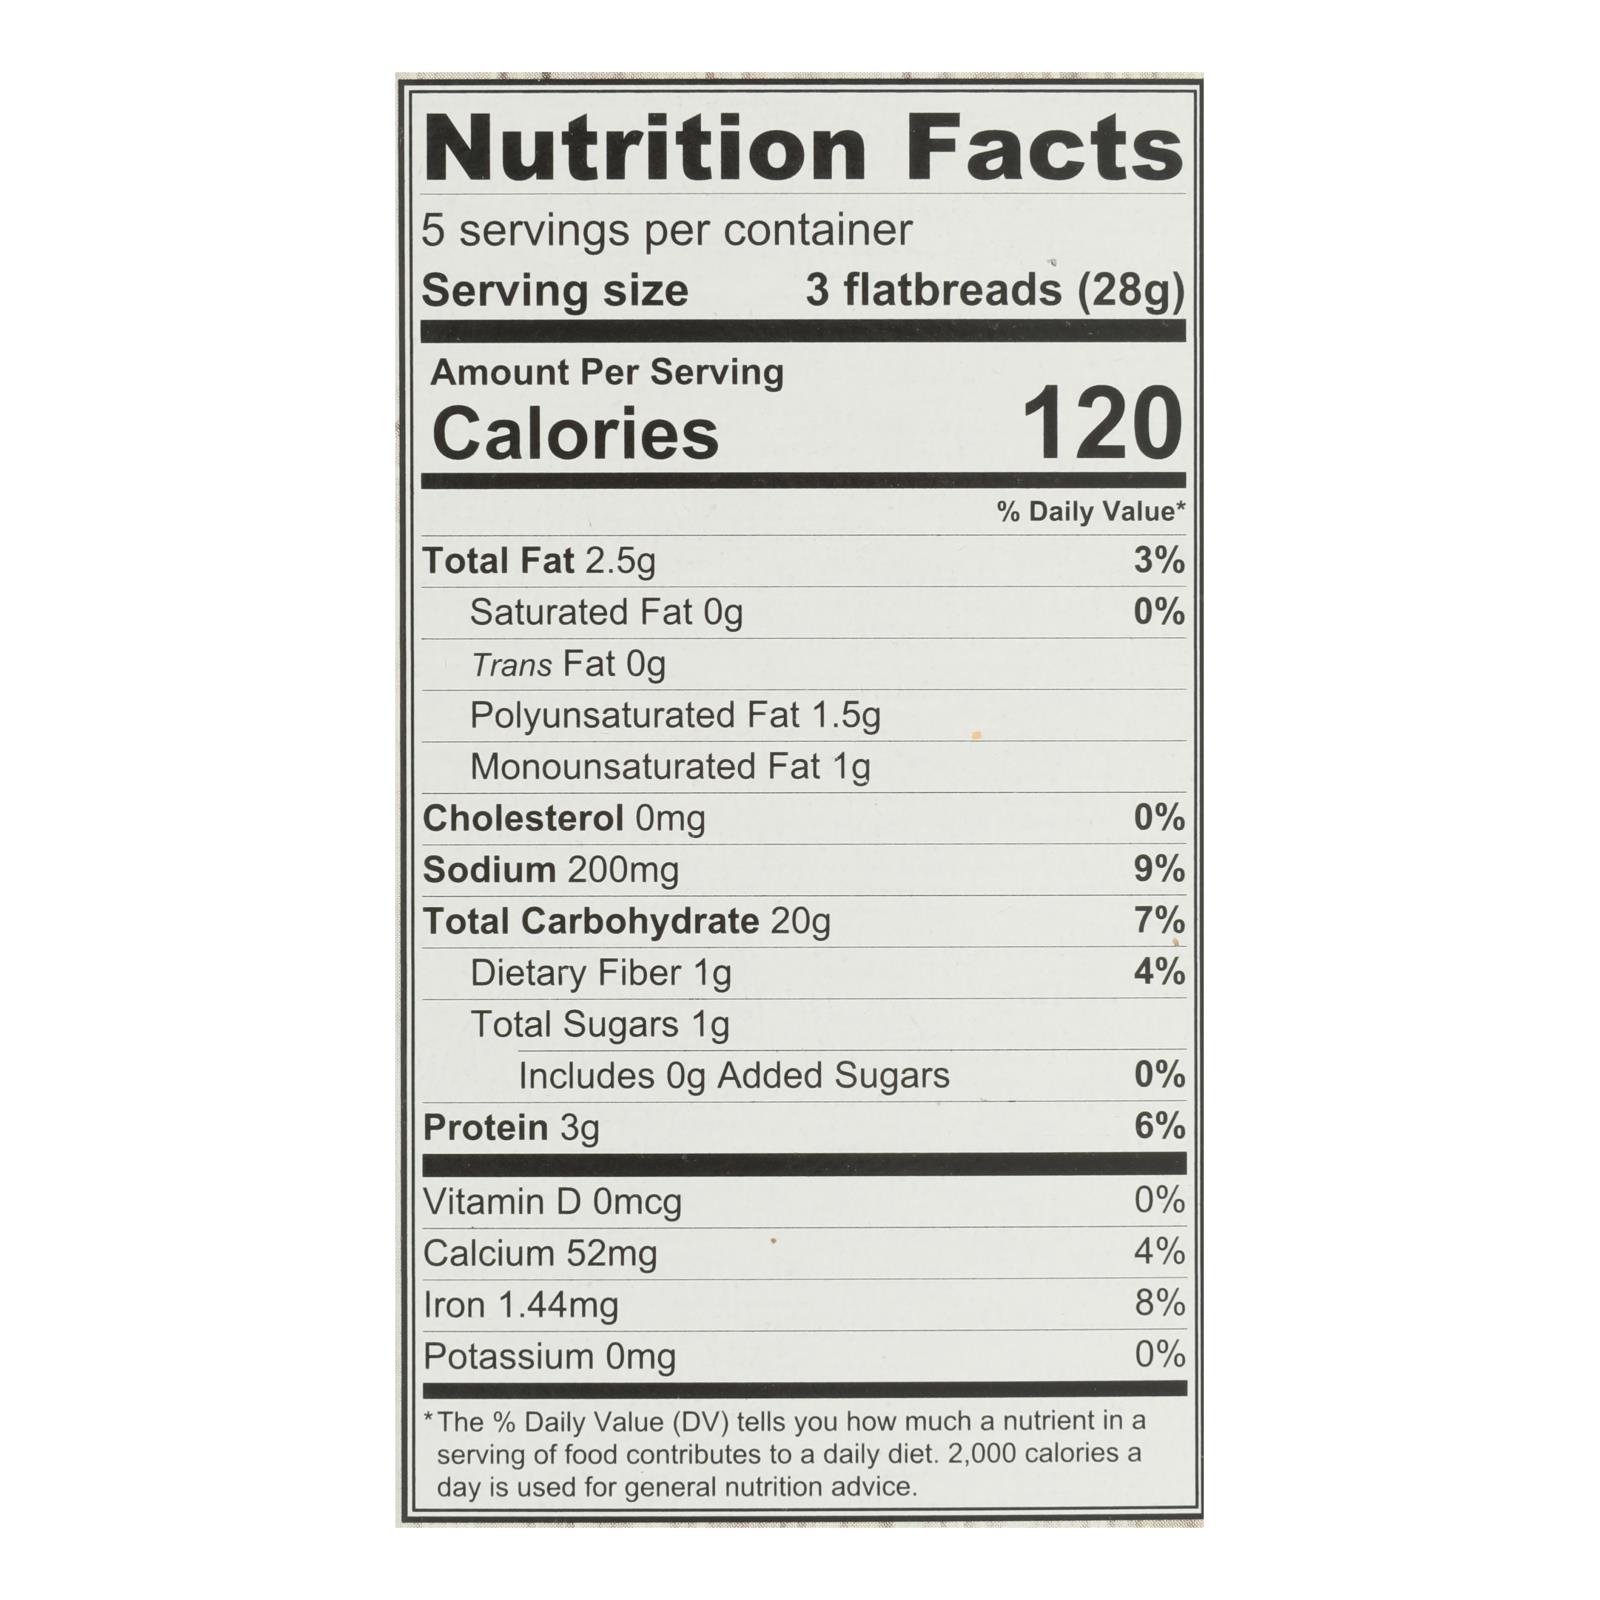 Nutrition Facts
5 servings per container
Serving size 3 flatbreads (28g)
Amount Per Serving
Calories 120
% Daily Value*
Total Fat 2.5g 3%
Saturated Fat 0g 0%
Trans Fat 0g
Polyunsaturated Fat 1.5g
Monounsaturated Fat 1g
Cholesterol 0mg 0%
Sodium 200mg 9%
Total Carbohydrate 20g 7%
Dietary Fiber 1g 4%
Total Sugars 1g
Includes 0g Added Sugars 0%
Protein 3g 6%
Vitamin D 0mcg 0%
Calcium 52mg 4%
Iron 1.44mg 8%
Potassium 0mg 0%
*The % Daily Value (DV) tells you how much a nutrient in a
serving of food contributes to a daily diet. 2,000 calories a
day is used for general nutrition advice.